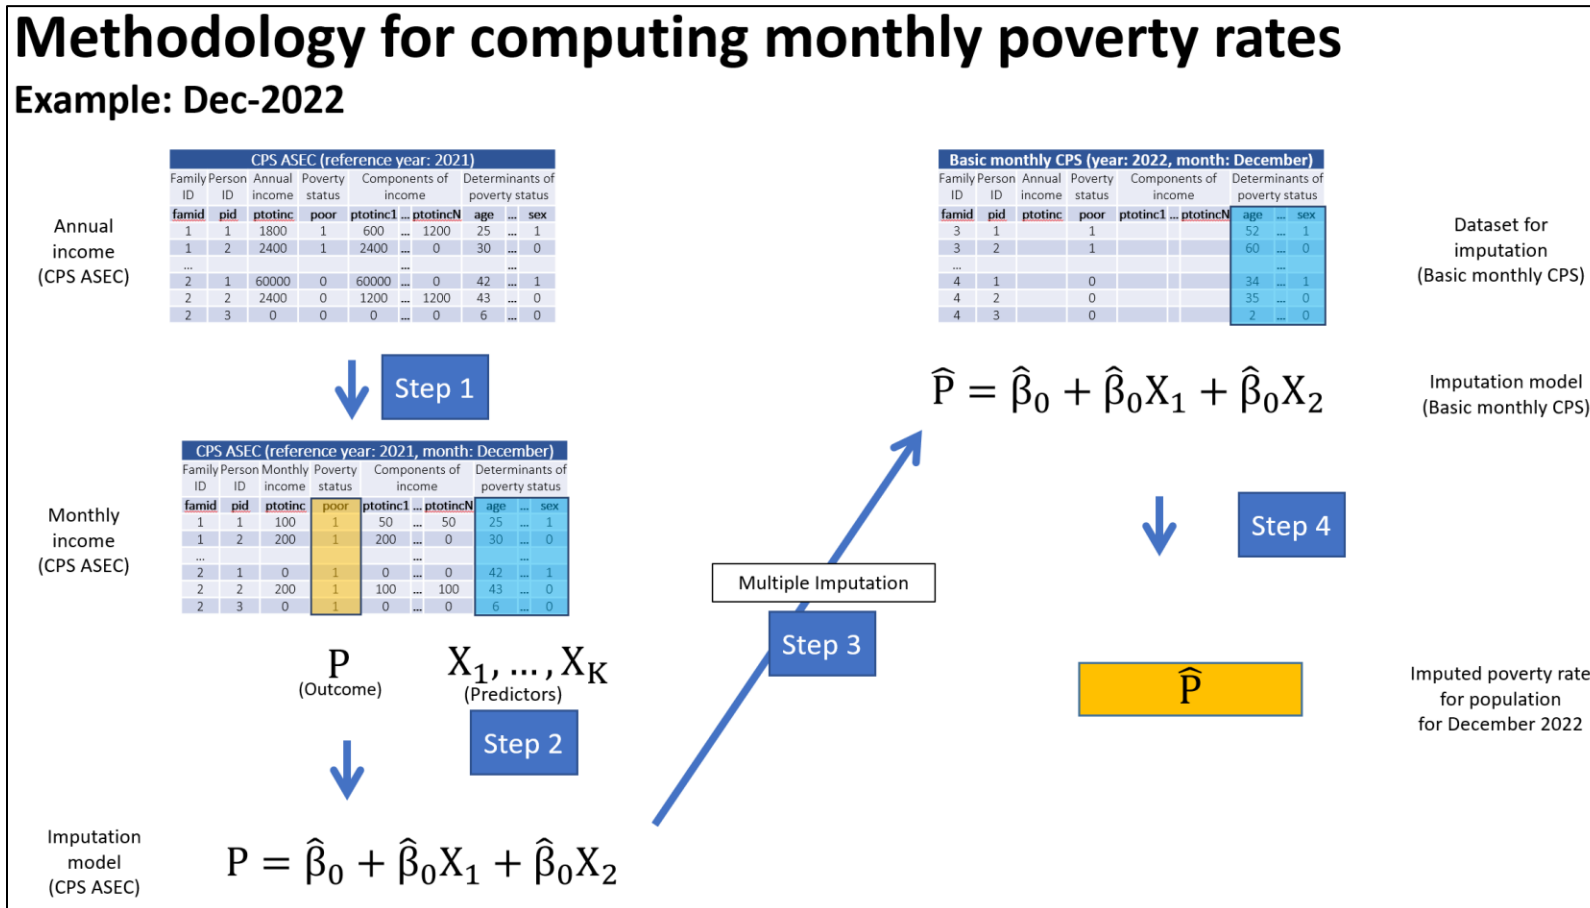 Methodology for computing monthly poverty rates
Example: Dec-2022
Annual
income
(CPS ASEC)
CPS ASEC (reference year: 2021)
Family Person Annual Poverty Components of Determinants of
ID ID income status income poverty status
famid pid ptotinc poor ptotinc1 ... ptotincN age ... sex
1 1 1800 1 600 ... 1200 25 ... 1
1 2 2400 1 2400 ... 0 30 ... 0
... ... ...
2 1 60000 0 60000 ... 0 42 ... 1
2 2 2400 0 1200 ... 1200 43 ... 0
2 3 0 0 0 ... 0 6 ... 0
Step 1
Monthly
income
(CPS ASEC)
CPS ASEC (reference year: 2021, month: December)
Family Person Monthly Poverty Components of Determinants of
ID ID income status income poverty status
famid pid ptotinc poor ptotinc1 ... ptotincN age ... sex
1 1 100 1 50 ... 50 25 ... 1
1 2 200 1 200 ... 0 30 ... 0
... ... ...
2 1 0 1 0 ... 0 42 ... 1
2 2 200 1 100 ... 100 43 ... 0
2 3 0 1 0 ... 0 6 ... 0
P
(Outcome)
X₁, ... , X_K
(Predictors)
Step 2
Imputation
model
(CPS ASEC)
P = β̂₀ + β̂₀X₁ + β̂₀X₂
Multiple Imputation
Step 3
Basic monthly CPS (year: 2022, month: December)
Family Person Annual Poverty Components of Determinants of
ID ID income status income poverty status
famid pid ptotinc poor ptotinc1 ... ptotincN age ... sex
3 1 1 52 ... 1
3 2 1 60 ... 0
... ...
4 1 0 34 ... 1
4 2 0 35 ... 0
4 3 0 2 ... 0
Dataset for
imputation
(Basic monthly CPS)
P̂ = β̂₀ + β̂₀X₁ + β̂₀X₂
Imputation model
(Basic monthly CPS)
Step 4
P̂
Imputed poverty rate
for population
for December 2022